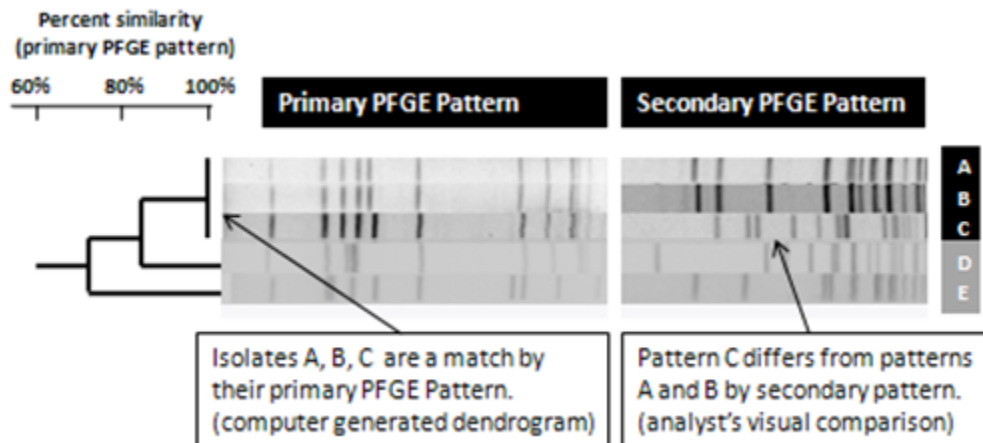 Percent similarity
(primary PFGE pattern)
60% 80% 100%
Primary PFGE Pattern
Secondary PFGE Pattern
A
B
C
D
E
Isolates A, B, C are a match by
their primary PFGE Pattern.
(computer generated dendrogram)
Pattern C differs from patterns
A and B by secondary pattern.
(analyst's visual comparison)